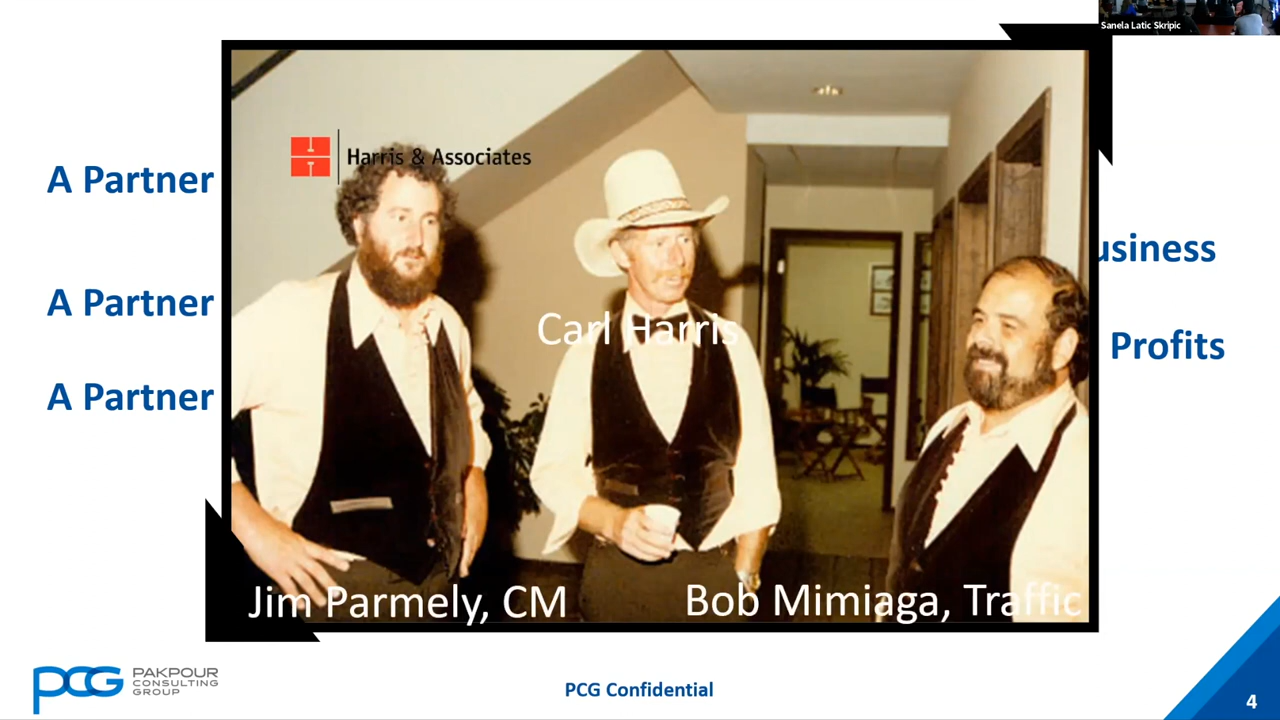 Sanela Latic Skripic
Harris & Associates
A Partner
usiness
A Partner
Carl Harris
Profits
A Partner
Jim Parmely, CM
Bob Mimiaga, Traffic
PCG PAKPOUR
CONSULTING
GROUP
PCG Confidential
4